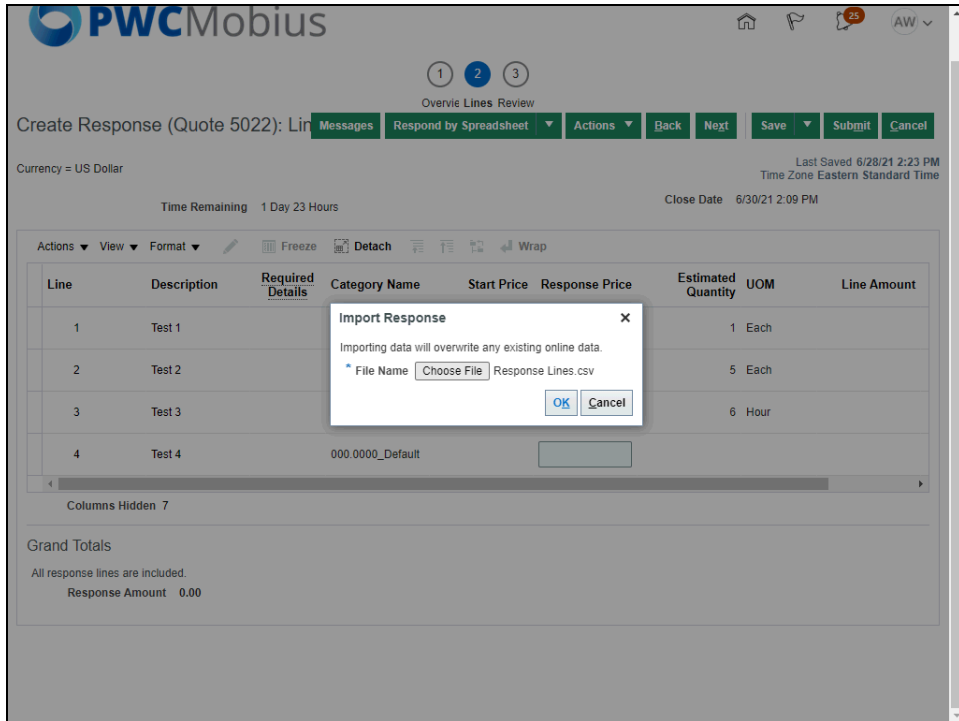 PWCMobius
25
AW
1 2 3
Overvie Lines Review
Create Response (Quote 5022): Lin Messages Respond by Spreadsheet Actions Back Next Save Submit Cancel
Currency = US Dollar
Last Saved 6/28/21 2:23 PM
Time Zone Eastern Standard Time
Time Remaining 1 Day 23 Hours
Close Date 6/30/21 2:09 PM
Actions View Format Freeze Detach Wrap
Line Description Required Details Category Name Start Price Response Price Estimated Quantity UOM Line Amount
1 Test 1 1 Each
2 Test 2 5 Each
3 Test 3 6 Hour
4 Test 4 000.0000_Default
Import Response
Importing data will overwrite any existing online data.
* File Name Choose File Response Lines.csv
OK Cancel
Columns Hidden 7
Grand Totals
All response lines are included.
Response Amount 0.00